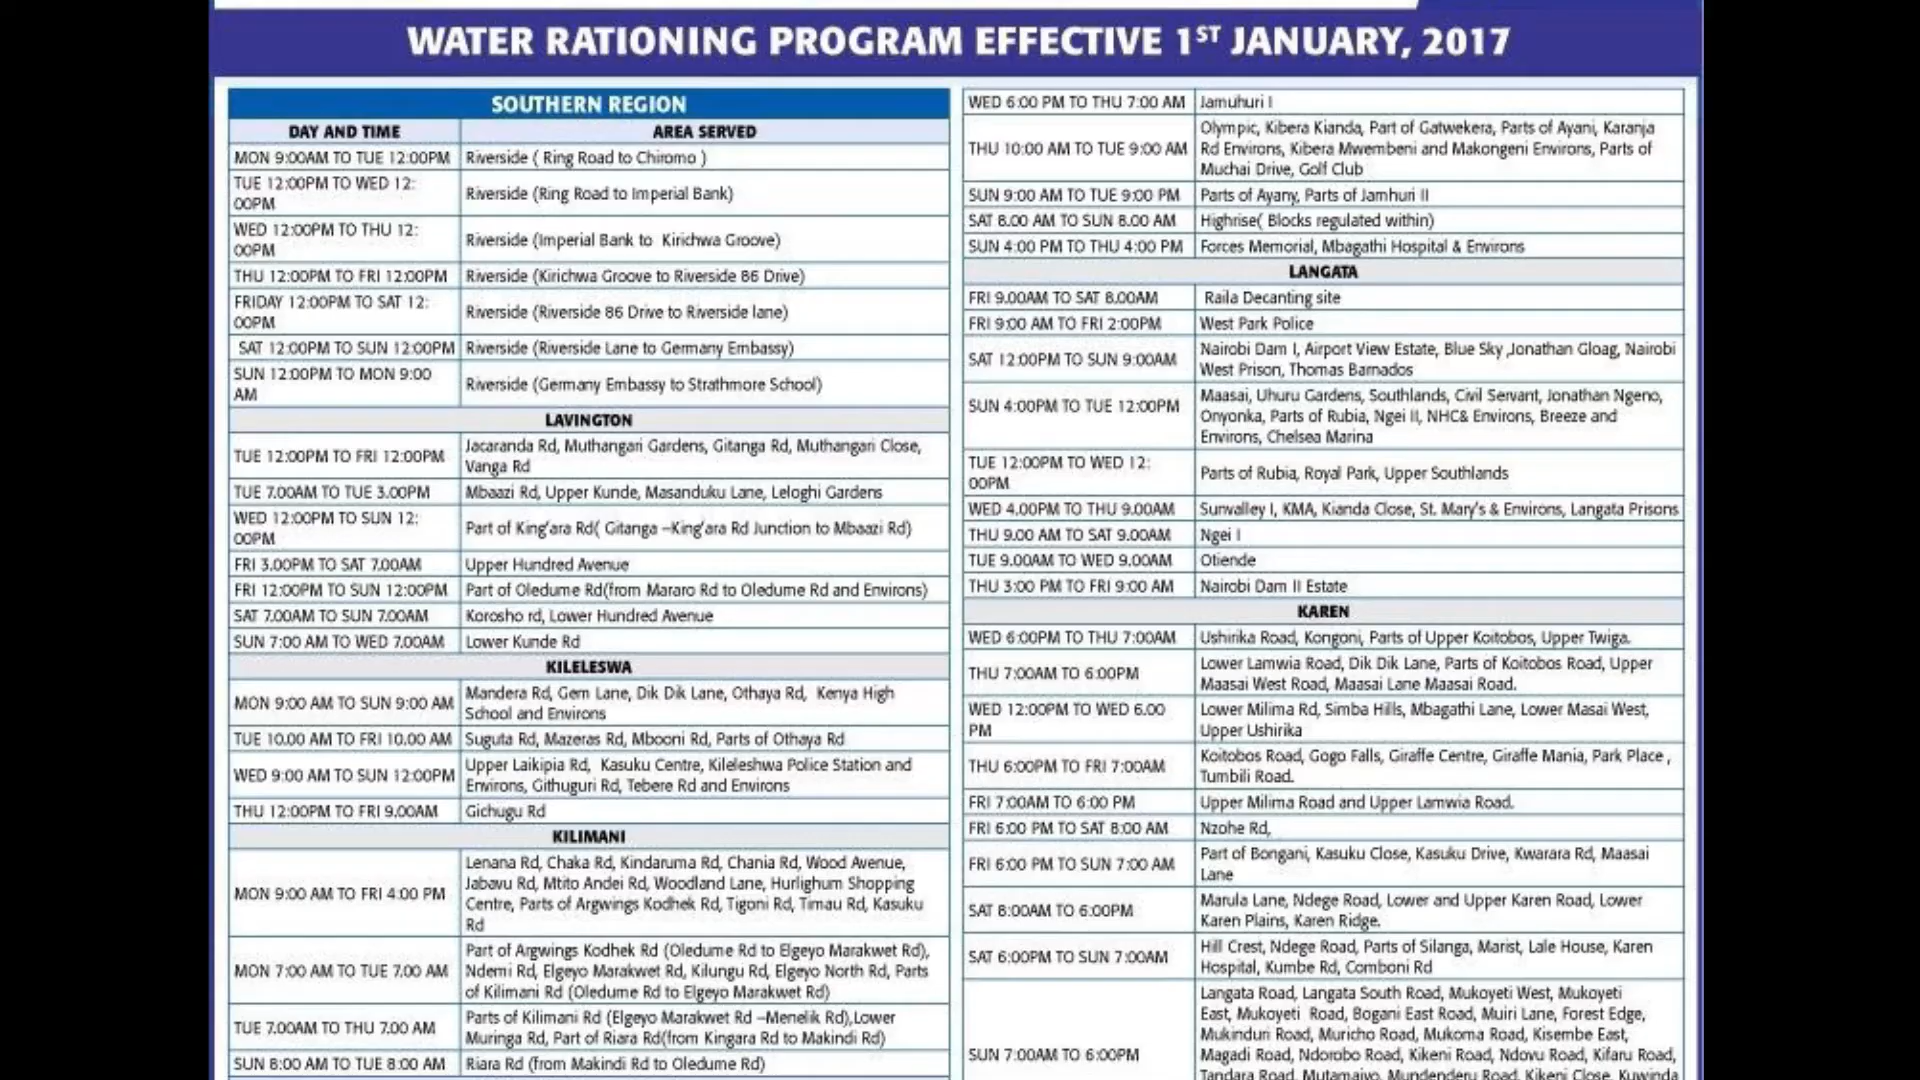 WATER RATIONING PROGRAM EFFECTIVE 1ST JANUARY, 2017
SOUTHERN REGION
DAY AND TIME AREA SERVED
MON 9:00AM TO TUE 12:00PM Riverside ( Ring Road to Chiromo )
TUE 12:00PM TO WED 12:
00PM
Riverside (Ring Road to Imperial Bank)
WED 12:00PM TO THU 12:
00PM
Riverside (Imperial Bank to Kirichwa Groove)
THU 12:00PM TO FRI 12:00PM Riverside (Kirichwa Groove to Riverside 86 Drive)
FRIDAY 12:00PM TO SAT 12:
00PM
Riverside (Riverside 86 Drive to Riverside lane)
SAT 12:00PM TO SUN 12:00PM Riverside (Riverside Lane to Germany Embassy)
SUN 12:00PM TO MON 9:00
AM
Riverside (Germany Embassy to Strathmore School)
LAVINGTON
TUE 12:00PM TO FRI 12:00PM
Jacaranda Rd, Muthangari Gardens, Gitanga Rd, Muthangari Close,
Vanga Rd
TUE 7.00AM TO TUE 3.00PM Mbaazi Rd, Upper Kunde, Masanduku Lane, Leloghi Gardens
WED 12:00PM TO SUN 12:
00PM
Part of King'ara Rd( Gitanga –King'ara Rd Junction to Mbaazi Rd)
FRI 3.00PM TO SAT 7.00AM Upper Hundred Avenue
FRI 12:00PM TO SUN 12:00PM Part of Oledume Rd(from Mararo Rd to Oledume Rd and Environs)
SAT 7.00AM TO SUN 7.00AM Korosho rd, Lower Hundred Avenue
SUN 7:00 AM TO WED 7.00AM Lower Kunde Rd
KILELESWA
MON 9:00 AM TO SUN 9:00 AM
Mandera Rd, Gem Lane, Dik Dik Lane, Othaya Rd, Kenya High
School and Environs
TUE 10.00 AM TO FRI 10.00 AM Suguta Rd, Mazeras Rd, Mbooni Rd, Parts of Othaya Rd
WED 9:00 AM TO SUN 12:00PM
Upper Laikipia Rd, Kasuku Centre, Kileleshwa Police Station and
Environs, Githuguri Rd, Tebere Rd and Environs
THU 12:00PM TO FRI 9.00AM Gichugu Rd
KILIMANI
MON 9:00 AM TO FRI 4:00 PM
Lenana Rd, Chaka Rd, Kindaruma Rd, Chania Rd, Wood Avenue,
Jabavu Rd, Mtito Andei Rd, Woodland Lane, Hurlighum Shopping
Centre, Parts of Argwings Kodhek Rd, Tigoni Rd, Timau Rd, Kasuku
Rd
MON 7:00 AM TO TUE 7.00 AM
Part of Argwings Kodhek Rd (Oledume Rd to Elgeyo Marakwet Rd),
Ndemi Rd, Elgeyo Marakwet Rd, Kilungu Rd, Elgeyo North Rd, Parts
of Kilimani Rd (Oledume Rd to Elgeyo Marakwet Rd)
TUE 7.00AM TO THU 7.00 AM
Parts of Kilimani Rd (Elgeyo Marakwet Rd –Menelik Rd),Lower
Muringa Rd, Part of Riara Rd(from Kingara Rd to Makindi Rd)
SUN 8:00 AM TO TUE 8:00 AM Riara Rd (from Makindi Rd to Oledume Rd)
WED 6:00 PM TO THU 7:00 AM Jamuhuri I
THU 10:00 AM TO TUE 9:00 AM
Olympic, Kibera Kianda, Part of Gatwekera, Parts of Ayani, Karanja
Rd Environs, Kibera Mwembeni and Makongeni Environs, Parts of
Muchai Drive, Golf Club
SUN 9:00 AM TO TUE 9:00 PM Parts of Ayany, Parts of Jamhuri II
SAT 8.00 AM TO SUN 8.00 AM Highrise( Blocks regulated within)
SUN 4:00 PM TO THU 4:00 PM Forces Memorial, Mbagathi Hospital & Environs
LANGATA
FRI 9.00AM TO SAT 8.00AM Raila Decanting site
FRI 9:00 AM TO FRI 2:00PM West Park Police
SAT 12:00PM TO SUN 9:00AM
Nairobi Dam I, Airport View Estate, Blue Sky ,Jonathan Gloag, Nairobi
West Prison, Thomas Barnados
SUN 4:00PM TO TUE 12:00PM
Maasai, Uhuru Gardens, Southlands, Civil Servant, Jonathan Ngeno,
Onyonka, Parts of Rubia, Ngei II, NHC& Environs, Breeze and
Environs, Chelsea Marina
TUE 12:00PM TO WED 12:
00PM
Parts of Rubia, Royal Park, Upper Southlands
WED 4.00PM TO THU 9.00AM Sunvalley I, KMA, Kianda Close, St. Mary's & Environs, Langata Prisons
THU 9.00 AM TO SAT 9.00AM Ngei I
TUE 9.00AM TO WED 9.00AM Otiende
THU 3:00 PM TO FRI 9:00 AM Nairobi Dam II Estate
KAREN
WED 6:00PM TO THU 7:00AM Ushirika Road, Kongoni, Parts of Upper Koitobos, Upper Twiga.
THU 7:00AM TO 6:00PM
Lower Lamwia Road, Dik Dik Lane, Parts of Koitobos Road, Upper
Maasai West Road, Maasai Lane Maasai Road.
WED 12:00PM TO WED 6.00
PM
Lower Milima Rd, Simba Hills, Mbagathi Lane, Lower Masai West,
Upper Ushirika
THU 6:00PM TO FRI 7:00AM
Koitobos Road, Gogo Falls, Giraffe Centre, Giraffe Mania, Park Place ,
Tumbili Road.
FRI 7:00AM TO 6:00 PM Upper Milima Road and Upper Lamwia Road.
FRI 6:00 PM TO SAT 8:00 AM Nzohe Rd,
FRI 6:00 PM TO SUN 7:00 AM
Part of Bongani, Kasuku Close, Kasuku Drive, Kwarara Rd, Maasai
Lane
SAT 8:00AM TO 6:00PM
Marula Lane, Ndege Road, Lower and Upper Karen Road, Lower
Karen Plains, Karen Ridge.
SAT 6:00PM TO SUN 7:00AM
Hill Crest, Ndege Road, Parts of Silanga, Marist, Lale House, Karen
Hospital, Kumbe Rd, Comboni Rd
SUN 7:00AM TO 6:00PM
Langata Road, Langata South Road, Mukoyeti West, Mukoyeti
East, Mukoyeti Road, Bogani East Road, Muiri Lane, Forest Edge,
Mukinduri Road, Muricho Road, Mukoma Road, Kisembe East,
Magadi Road, Ndorobo Road, Kikeni Road, Ndovu Road, Kifaru Road,
Tandara Road, Mutamaiyo, Mundenderu Road, Kikeni Close, Kuwinda